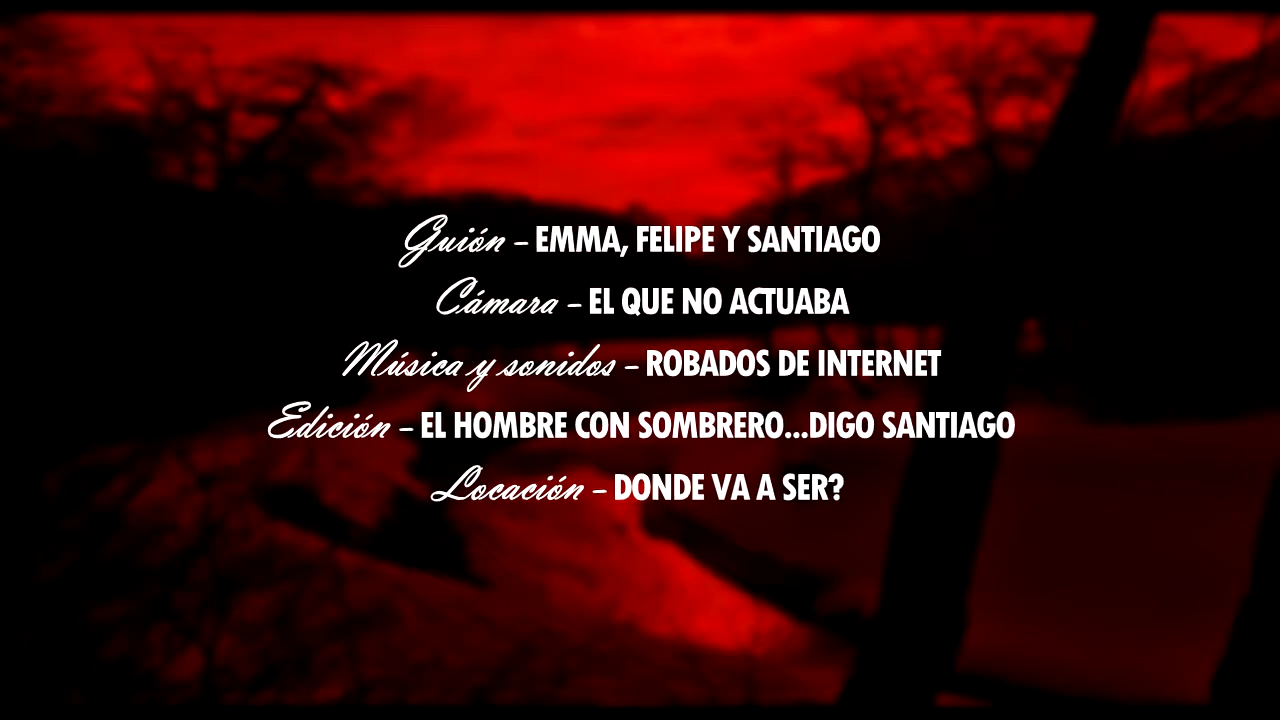 Guión – EMMA, FELIPE Y SANTIAGO
Cámara – EL QUE NO ACTUABA
Música y sonidos – ROBADOS DE INTERNET
Edición – EL HOMBRE CON SOMBRERO...DIGO SANTIAGO
Locación – DONDE VA A SER?